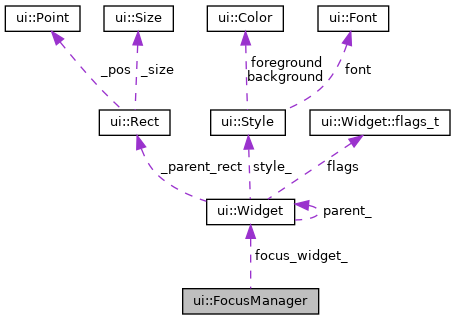 ui::Point
ui::Size
ui::Color
ui::Font
_pos
_size
foreground
background
font
ui::Rect
ui::Style
ui::Widget::flags_t
_parent_rect
style_
flags
ui::Widget
parent_
focus_widget_
ui::FocusManager